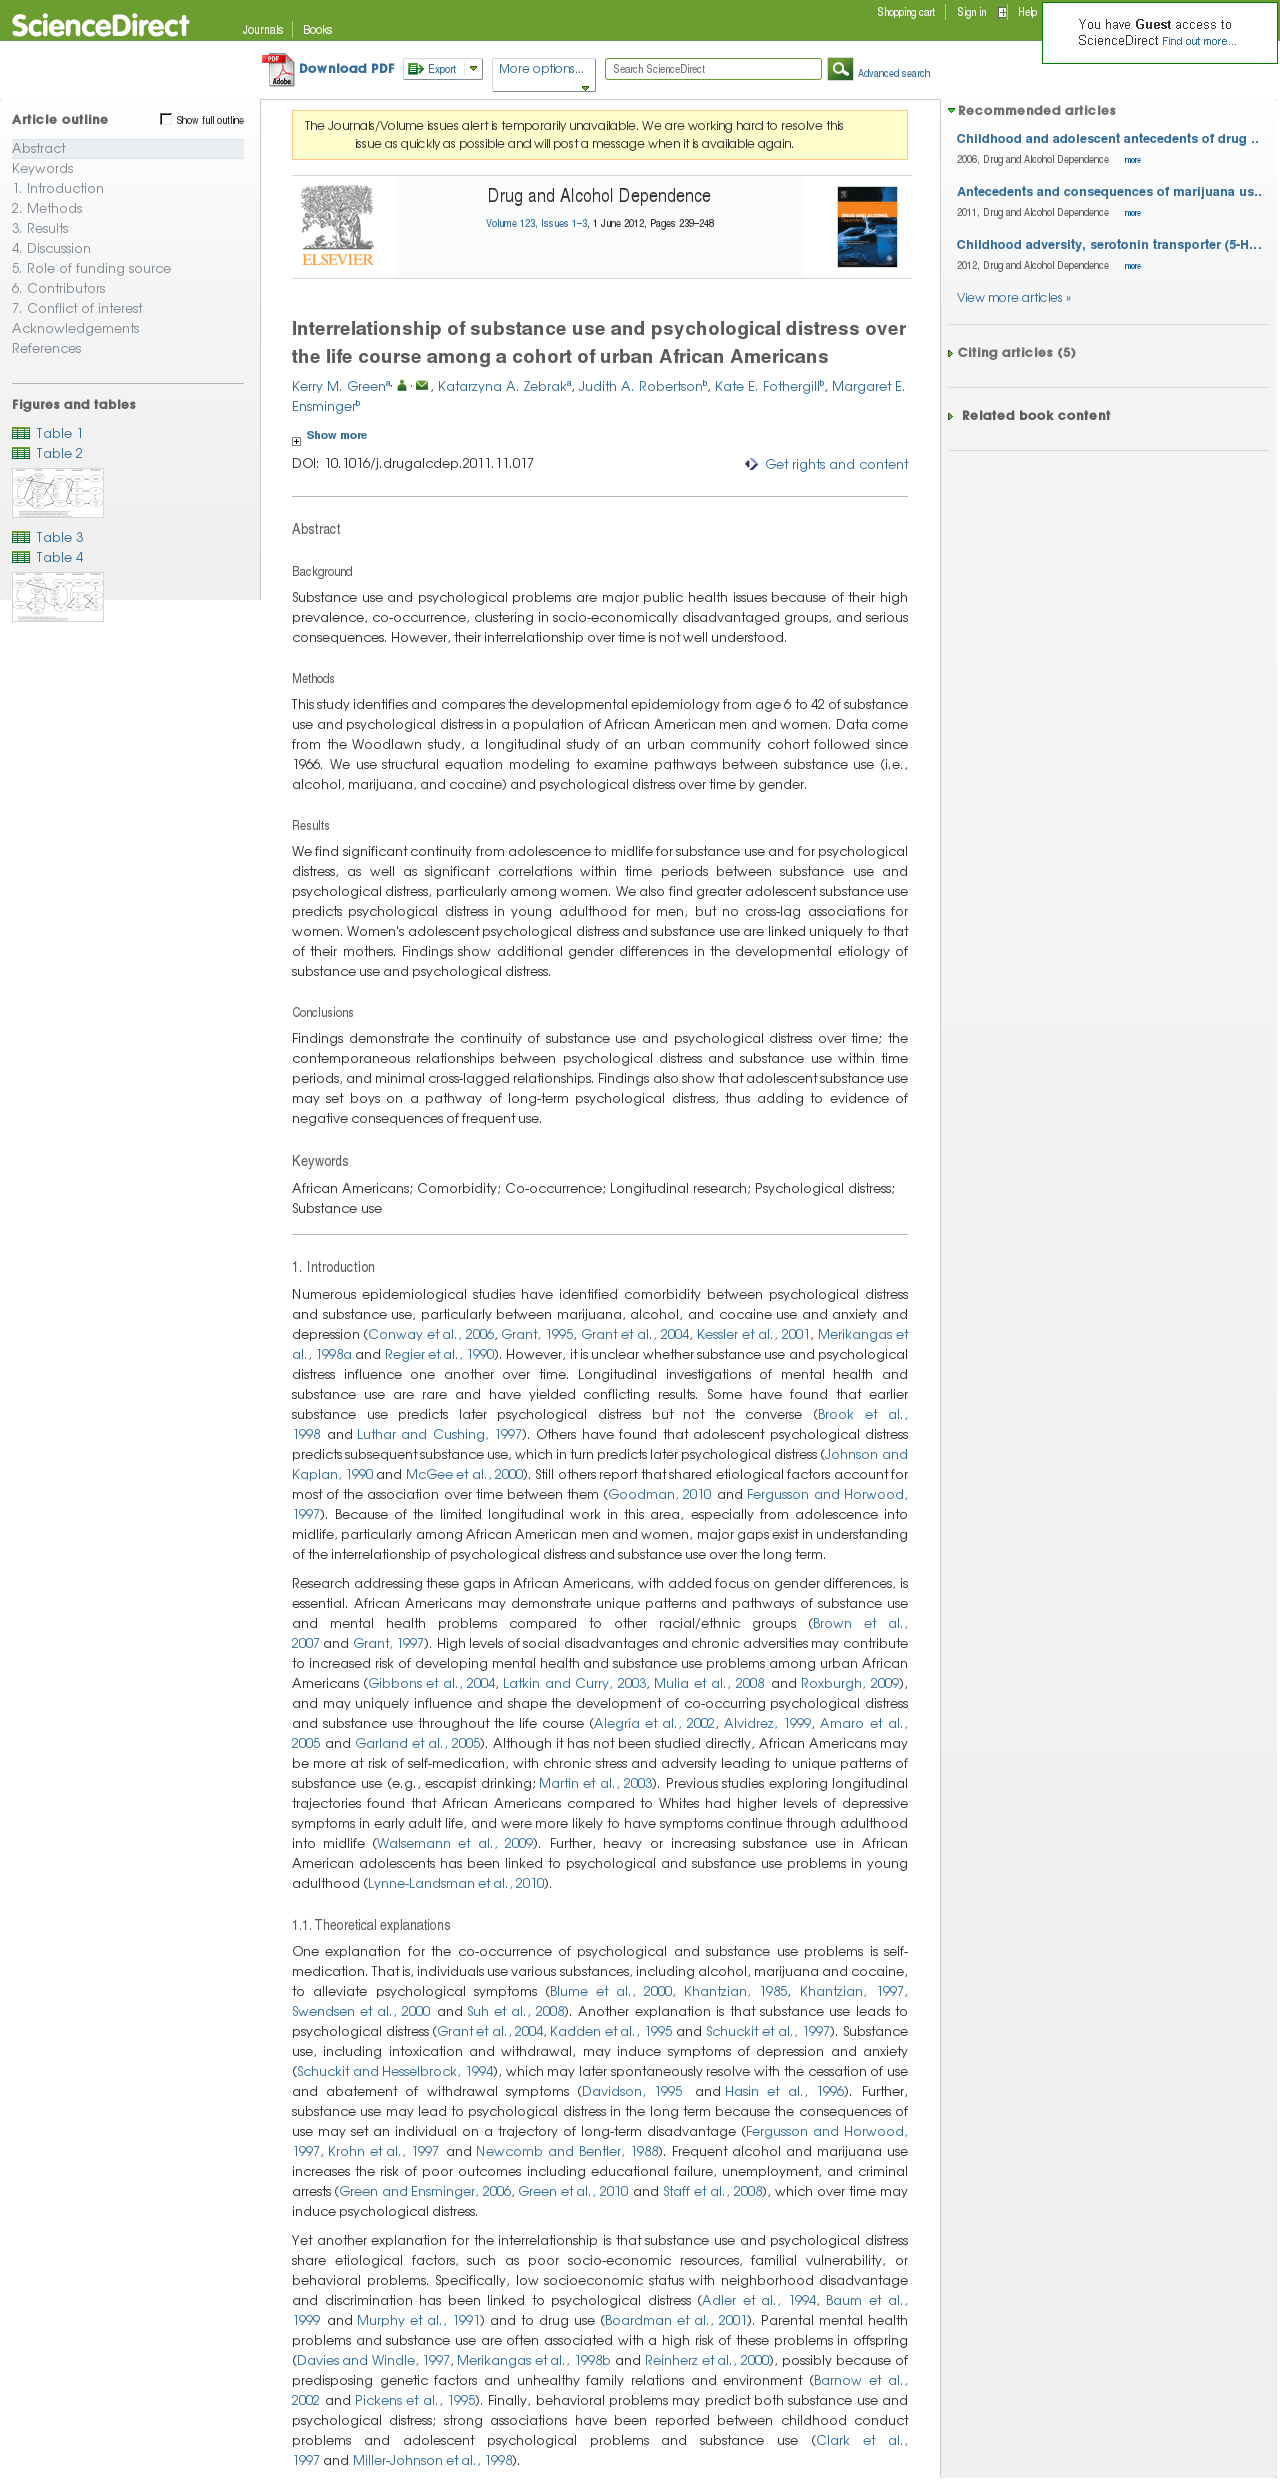 ScienceDirect
Journals
Books
Shopping cart
Sign in
Help
You have Guest access to
ScienceDirect Find out more...
Download PDF
Export
More options...
Search ScienceDirect
Advanced search
Article outline
Show full outline
Abstract
Keywords
1. Introduction
2. Methods
3. Results
4. Discussion
5. Role of funding source
6. Contributors
7. Conflict of interest
Acknowledgements
References
Figures and tables
Table 1
Table 2
Table 3
Table 4
The Journals/Volume issues alert is temporarily unavailable. We are working hard to resolve this
issue as quickly as possible and will post a message when it is available again.
ELSEVIER
Drug and Alcohol Dependence
Volume 123, Issues 1–3, 1 June 2012, Pages 239–248
Interrelationship of substance use and psychological distress over
the life course among a cohort of urban African Americans
Kerry M. Greenᵃ, , Katarzyna A. Zebrakᵃ, Judith A. Robertsonᵇ, Kate E. Fothergillᵇ, Margaret E.
Ensmingerᵇ
Show more
DOI: 10.1016/j.drugalcdep.2011.11.017
Get rights and content
Abstract
Background
Substance use and psychological problems are major public health issues because of their high
prevalence, co-occurrence, clustering in socio-economically disadvantaged groups, and serious
consequences. However, their interrelationship over time is not well understood.
Methods
This study identifies and compares the developmental epidemiology from age 6 to 42 of substance
use and psychological distress in a population of African American men and women. Data come
from the Woodlawn study, a longitudinal study of an urban community cohort followed since
1966. We use structural equation modeling to examine pathways between substance use (i.e.,
alcohol, marijuana, and cocaine) and psychological distress over time by gender.
Results
We find significant continuity from adolescence to midlife for substance use and for psychological
distress, as well as significant correlations within time periods between substance use and
psychological distress, particularly among women. We also find greater adolescent substance use
predicts psychological distress in young adulthood for men, but no cross-lag associations for
women. Women's adolescent psychological distress and substance use are linked uniquely to that
of their mothers. Findings show additional gender differences in the developmental etiology of
substance use and psychological distress.
Conclusions
Findings demonstrate the continuity of substance use and psychological distress over time; the
contemporaneous relationships between psychological distress and substance use within time
periods, and minimal cross-lagged relationships. Findings also show that adolescent substance use
may set boys on a pathway of long-term psychological distress, thus adding to evidence of
negative consequences of frequent use.
Keywords
African Americans; Comorbidity; Co-occurrence; Longitudinal research; Psychological distress;
Substance use
1. Introduction
Numerous epidemiological studies have identified comorbidity between psychological distress
and substance use, particularly between marijuana, alcohol, and cocaine use and anxiety and
depression (Conway et al., 2006, Grant, 1995, Grant et al., 2004, Kessler et al., 2001, Merikangas et
al., 1998a and Regier et al., 1990). However, it is unclear whether substance use and psychological
distress influence one another over time. Longitudinal investigations of mental health and
substance use are rare and have yielded conflicting results. Some have found that earlier
substance use predicts later psychological distress but not the converse (Brook et al.,
1998 and Luthar and Cushing, 1997). Others have found that adolescent psychological distress
predicts subsequent substance use, which in turn predicts later psychological distress (Johnson and
Kaplan, 1990 and McGee et al., 2000). Still others report that shared etiological factors account for
most of the association over time between them (Goodman, 2010 and Fergusson and Horwood,
1997). Because of the limited longitudinal work in this area, especially from adolescence into
midlife, particularly among African American men and women, major gaps exist in understanding
of the interrelationship of psychological distress and substance use over the long term.
Research addressing these gaps in African Americans, with added focus on gender differences, is
essential. African Americans may demonstrate unique patterns and pathways of substance use
and mental health problems compared to other racial/ethnic groups (Brown et al.,
2007 and Grant, 1997). High levels of social disadvantages and chronic adversities may contribute
to increased risk of developing mental health and substance use problems among urban African
Americans (Gibbons et al., 2004, Latkin and Curry, 2003, Mulia et al., 2008 and Roxburgh, 2009),
and may uniquely influence and shape the development of co-occurring psychological distress
and substance use throughout the life course (Alegría et al., 2002, Alvidrez, 1999, Amaro et al.,
2005 and Garland et al., 2005). Although it has not been studied directly, African Americans may
be more at risk of self-medication, with chronic stress and adversity leading to unique patterns of
substance use (e.g., escapist drinking; Martin et al., 2003). Previous studies exploring longitudinal
trajectories found that African Americans compared to Whites had higher levels of depressive
symptoms in early adult life, and were more likely to have symptoms continue through adulthood
into midlife (Walsemann et al., 2009). Further, heavy or increasing substance use in African
American adolescents has been linked to psychological and substance use problems in young
adulthood (Lynne-Landsman et al., 2010).
1.1. Theoretical explanations
One explanation for the co-occurrence of psychological and substance use problems is self-
medication. That is, individuals use various substances, including alcohol, marijuana and cocaine,
to alleviate psychological symptoms (Blume et al., 2000, Khantzian, 1985, Khantzian, 1997,
Swendsen et al., 2000 and Suh et al., 2008). Another explanation is that substance use leads to
psychological distress (Grant et al., 2004, Kadden et al., 1995 and Schuckit et al., 1997). Substance
use, including intoxication and withdrawal, may induce symptoms of depression and anxiety
(Schuckit and Hesselbrock, 1994), which may later spontaneously resolve with the cessation of use
and abatement of withdrawal symptoms (Davidson, 1995 and Hasin et al., 1996). Further,
substance use may lead to psychological distress in the long term because the consequences of
use may set an individual on a trajectory of long-term disadvantage (Fergusson and Horwood,
1997, Krohn et al., 1997 and Newcomb and Bentler, 1988). Frequent alcohol and marijuana use
increases the risk of poor outcomes including educational failure, unemployment, and criminal
arrests (Green and Ensminger, 2006, Green et al., 2010 and Staff et al., 2008), which over time may
induce psychological distress.
Yet another explanation for the interrelationship is that substance use and psychological distress
share etiological factors, such as poor socio-economic resources, familial vulnerability, or
behavioral problems. Specifically, low socioeconomic status with neighborhood disadvantage
and discrimination has been linked to psychological distress (Adler et al., 1994, Baum et al.,
1999 and Murphy et al., 1991) and to drug use (Boardman et al., 2001). Parental mental health
problems and substance use are often associated with a high risk of these problems in offspring
(Davies and Windle, 1997, Merikangas et al., 1998b and Reinherz et al., 2000), possibly because of
predisposing genetic factors and unhealthy family relations and environment (Barnow et al.,
2002 and Pickens et al., 1995). Finally, behavioral problems may predict both substance use and
psychological distress; strong associations have been reported between childhood conduct
problems and adolescent psychological problems and substance use (Clark et al.,
1997 and Miller-Johnson et al., 1998).
Recommended articles
Childhood and adolescent antecedents of drug ..
2006, Drug and Alcohol Dependence more
Antecedents and consequences of marijuana us..
2011, Drug and Alcohol Dependence more
Childhood adversity, serotonin transporter (5-H...
2012, Drug and Alcohol Dependence more
View more articles »
Citing articles (5)
Related book content